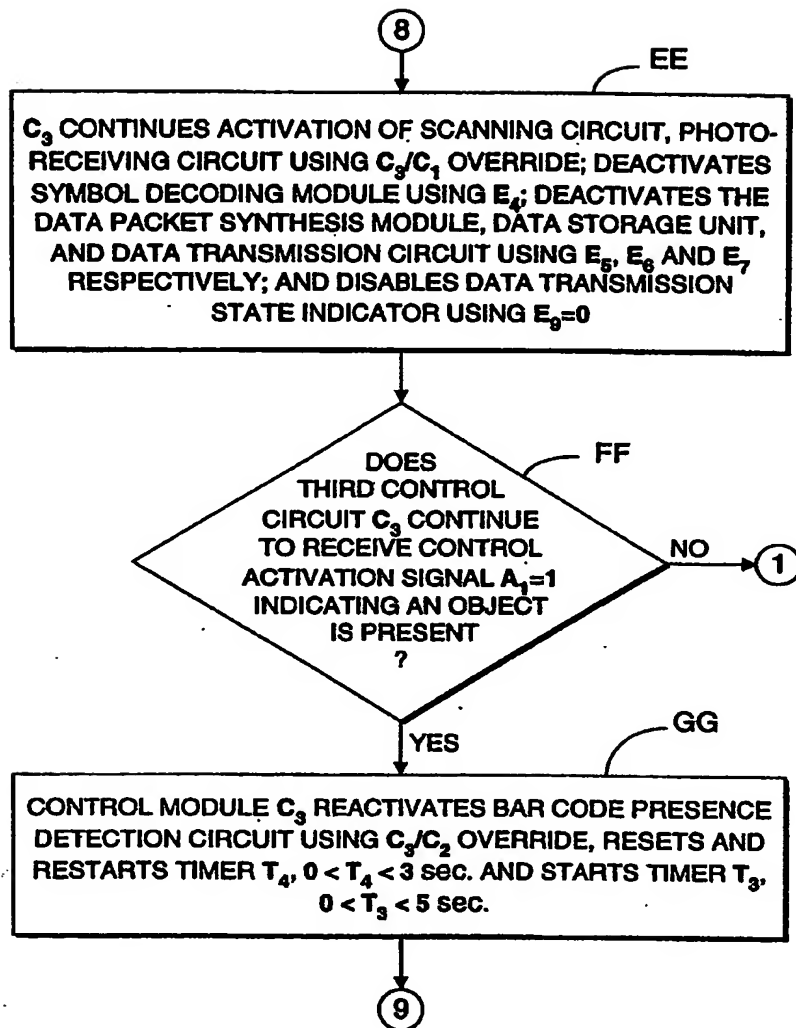 8
EE
C₃ CONTINUES ACTIVATION OF SCANNING CIRCUIT, PHOTO-
RECEIVING CIRCUIT USING C₃/C₁ OVERRIDE; DEACTIVATES
SYMBOL DECODING MODULE USING E₄; DEACTIVATES THE
DATA PACKET SYNTHESIS MODULE, DATA STORAGE UNIT,
AND DATA TRANSMISSION CIRCUIT USING E₅, E₆ AND E₇
RESPECTIVELY; AND DISABLES DATA TRANSMISSION
STATE INDICATOR USING E₉=0
FF
DOES
THIRD CONTROL
CIRCUIT C₃ CONTINUE
TO RECEIVE CONTROL
ACTIVATION SIGNAL A₁=1
INDICATING AN OBJECT
IS PRESENT
?
NO
1
YES
GG
CONTROL MODULE C₃ REACTIVATES BAR CODE PRESENCE
DETECTION CIRCUIT USING C₃/C₂ OVERRIDE, RESETS AND
RESTARTS TIMER T₄, 0 < T₄ < 3 SEC. AND STARTS TIMER T₃,
0 < T₃ < 5 SEC.
9